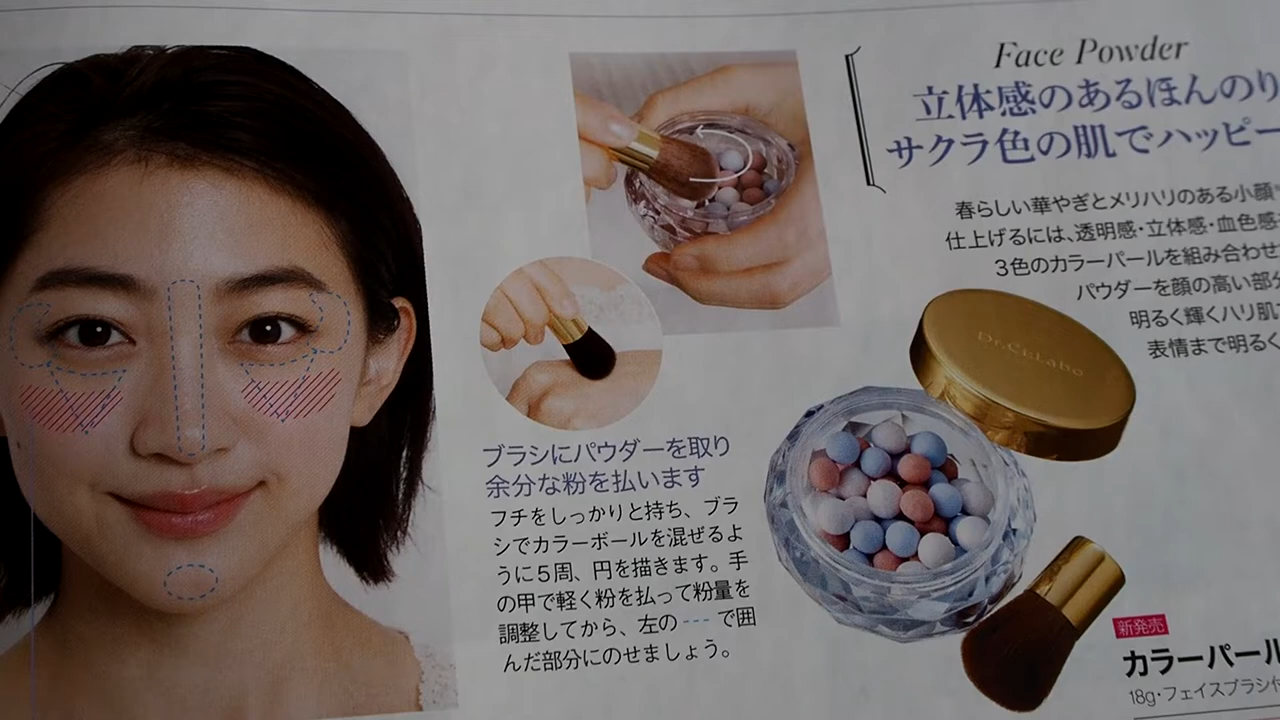 Face Powder
立体感のあるほんのり
サクラ色の肌でハッピー
春らしい華やぎとメリハリのある小顔
仕上げるには、透明感・立体感・血色感
3色のカラーパールを組み合わせ
パウダーを顔の高い部分
明るく輝くハリ肌
表情まで明るく
Dr.Ci:Labo
ブラシにパウダーを取り
余分な粉を払います
フチをしっかりと持ち、ブラ
シでカラーボールを混ぜるよ
うに5周、円を描きます。手
の甲で軽く粉を払って粉量を
調整してから、左の---で囲
んだ部分にのせましょう。
新発売
カラーパール
18g・フェイスブラシ付